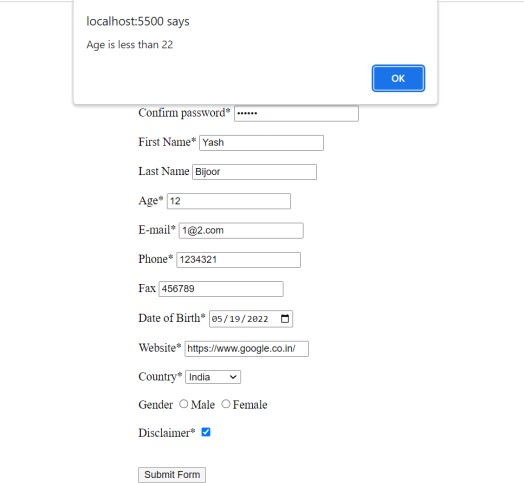 localhost:5500 says
Age is less than 22
OK
Confirm password* ••••••
First Name* Yash
Last Name Bijoor
Age* 12
E-mail* 1@2.com
Phone* 1234321
Fax 456789
Date of Birth* 05/19/2022
Website* https://www.google.co.in/
Country* India
Gender Male Female
Disclaimer*
Submit Form